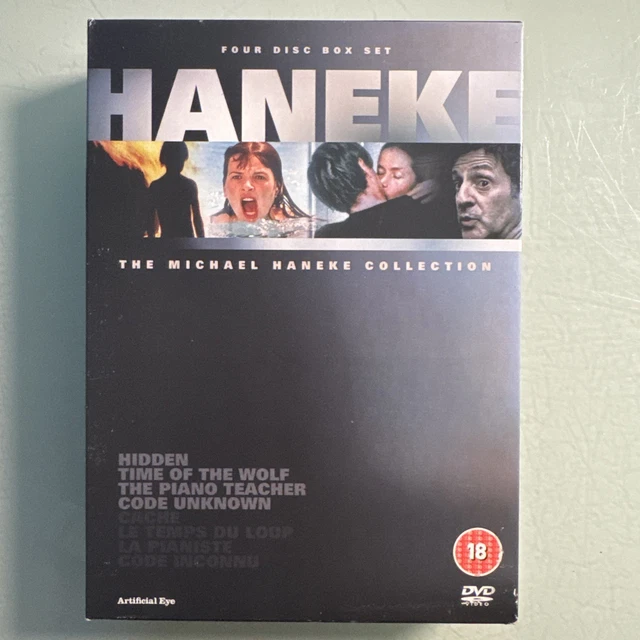 FOUR DISC BOX SET
HANEKE
THE MICHAEL HANEKE COLLECTION
HIDDEN
TIME OF THE WOLF
THE PIANO TEACHER
CODE UNKNOWN
CACHÉ
LE TEMPS DU LOUP
LA PIANISTE
CODE INCONNU
18
DVD
VIDEO
Artificial Eye